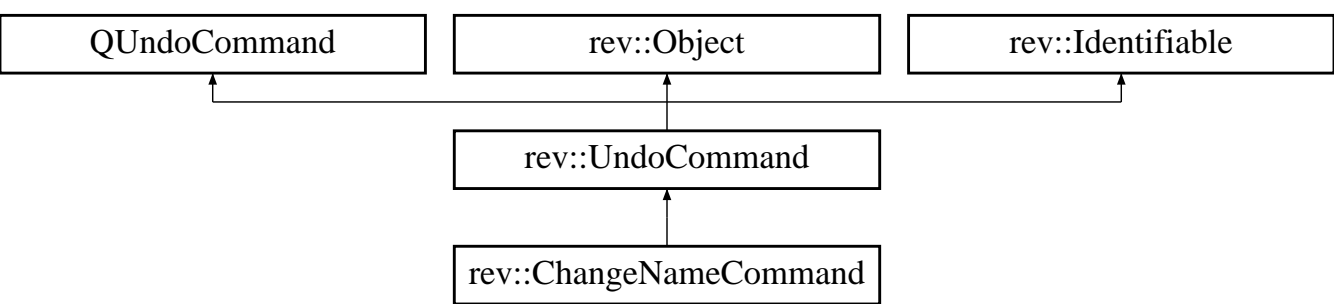 QUndoCommand
rev::Object
rev::Identifiable
rev::UndoCommand
rev::ChangeNameCommand